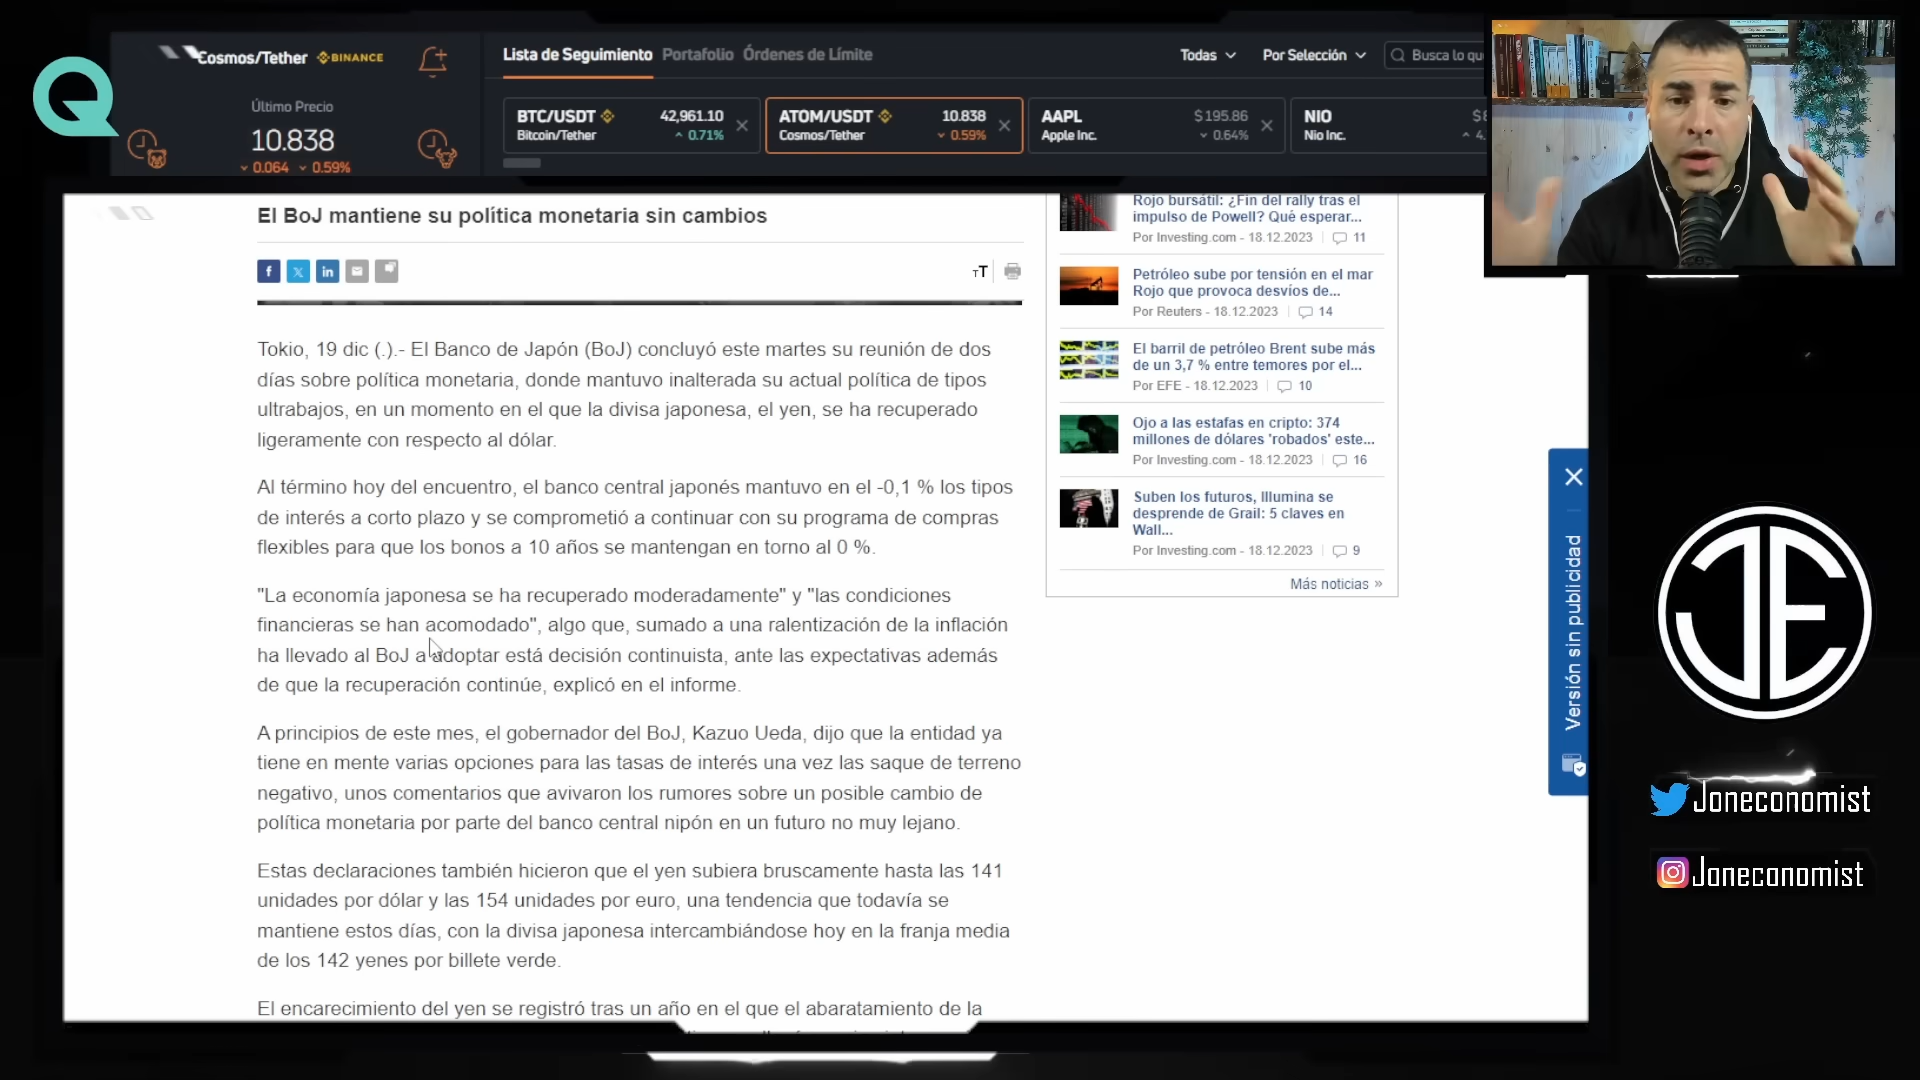 Cosmos/Tether BINANCE
Último Precio
10.838
0.064 0.59%
Lista de Seguimiento Portafolio Órdenes de Límite
Todas Por Selección Busca lo qu
BTC/USDT 42,961.10
Bitcoin/Tether 0.71%
ATOM/USDT 10.838
Cosmos/Tether 0.59%
AAPL $195.86
Apple Inc. 0.64%
NIO
Nio Inc.
El BoJ mantiene su política monetaria sin cambios
Tokio, 19 dic (.).- El Banco de Japón (BoJ) concluyó este martes su reunión de dos
días sobre política monetaria, donde mantuvo inalterada su actual política de tipos
ultrabajos, en un momento en el que la divisa japonesa, el yen, se ha recuperado
ligeramente con respecto al dólar.
Al término hoy del encuentro, el banco central japonés mantuvo en el -0,1 % los tipos
de interés a corto plazo y se comprometió a continuar con su programa de compras
flexibles para que los bonos a 10 años se mantengan en torno al 0 %.
"La economía japonesa se ha recuperado moderadamente" y "las condiciones
financieras se han acomodado", algo que, sumado a una ralentización de la inflación
ha llevado al BoJ a adoptar está decisión continuista, ante las expectativas además
de que la recuperación continúe, explicó en el informe.
A principios de este mes, el gobernador del BoJ, Kazuo Ueda, dijo que la entidad ya
tiene en mente varias opciones para las tasas de interés una vez las saque de terreno
negativo, unos comentarios que avivaron los rumores sobre un posible cambio de
política monetaria por parte del banco central nipón en un futuro no muy lejano.
Estas declaraciones también hicieron que el yen subiera bruscamente hasta las 141
unidades por dólar y las 154 unidades por euro, una tendencia que todavía se
mantiene estos días, con la divisa japonesa intercambiándose hoy en la franja media
de los 142 yenes por billete verde.
El encarecimiento del yen se registró tras un año en el que el abaratamiento de la
Rojo bursátil: ¿Fin del rally tras el
impulso de Powell? Qué esperar...
Por Investing.com - 18.12.2023 11
Petróleo sube por tensión en el mar
Rojo que provoca desvíos de...
Por Reuters - 18.12.2023 14
El barril de petróleo Brent sube más
de un 3,7 % entre temores por el...
Por EFE - 18.12.2023 10
Ojo a las estafas en cripto: 374
millones de dólares 'robados' este...
Por Investing.com - 18.12.2023 16
Suben los futuros, Illumina se
desprende de Grail: 5 claves en
Wall...
Por Investing.com - 18.12.2023 9
Más noticias »
Versión sin publicidad
JE
Joneconomist
Joneconomist